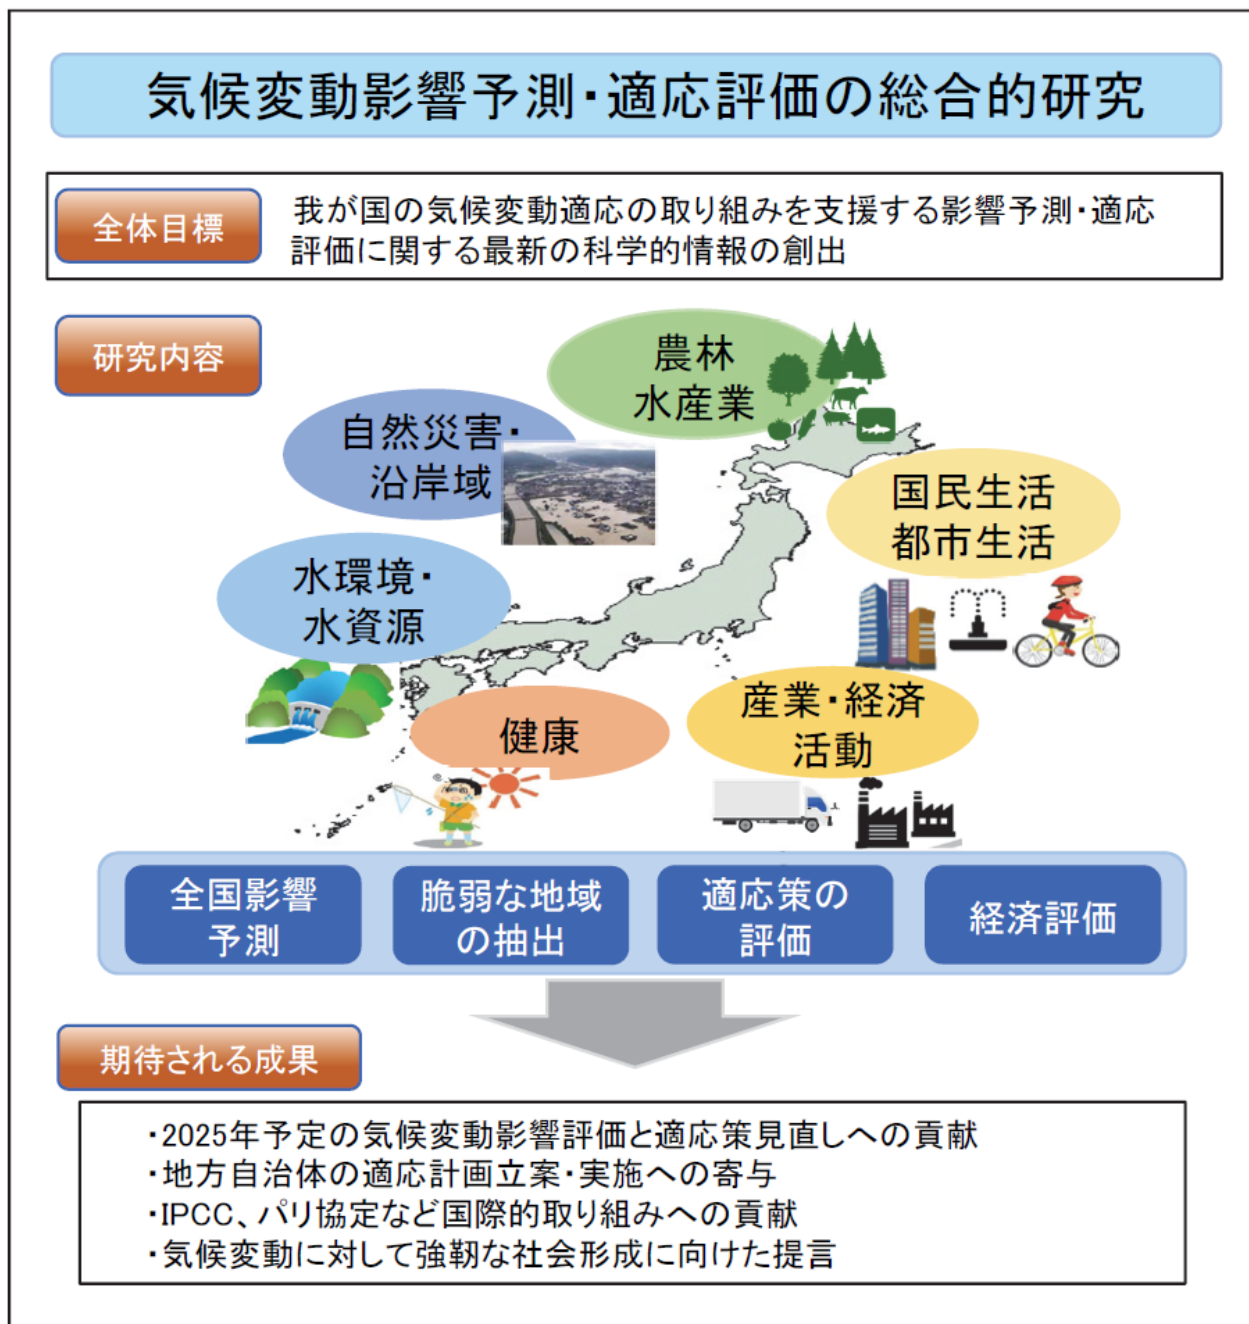 気候変動影響予測・適応評価の総合的研究
全体目標
我が国の気候変動適応の取り組みを支援する影響予測・適応
評価に関する最新の科学的情報の創出
研究内容
農林
水産業
自然災害・
沿岸域
国民生活
都市生活
水環境・
水資源
健康
産業・経済
活動
全国影響
予測
脆弱な地域
の抽出
適応策の
評価
経済評価
期待される成果
・2025年予定の気候変動影響評価と適応策見直しへの貢献
・地方自治体の適応計画立案・実施への寄与
・IPCC、パリ協定など国際的取り組みへの貢献
・気候変動に対して強靭な社会形成に向けた提言